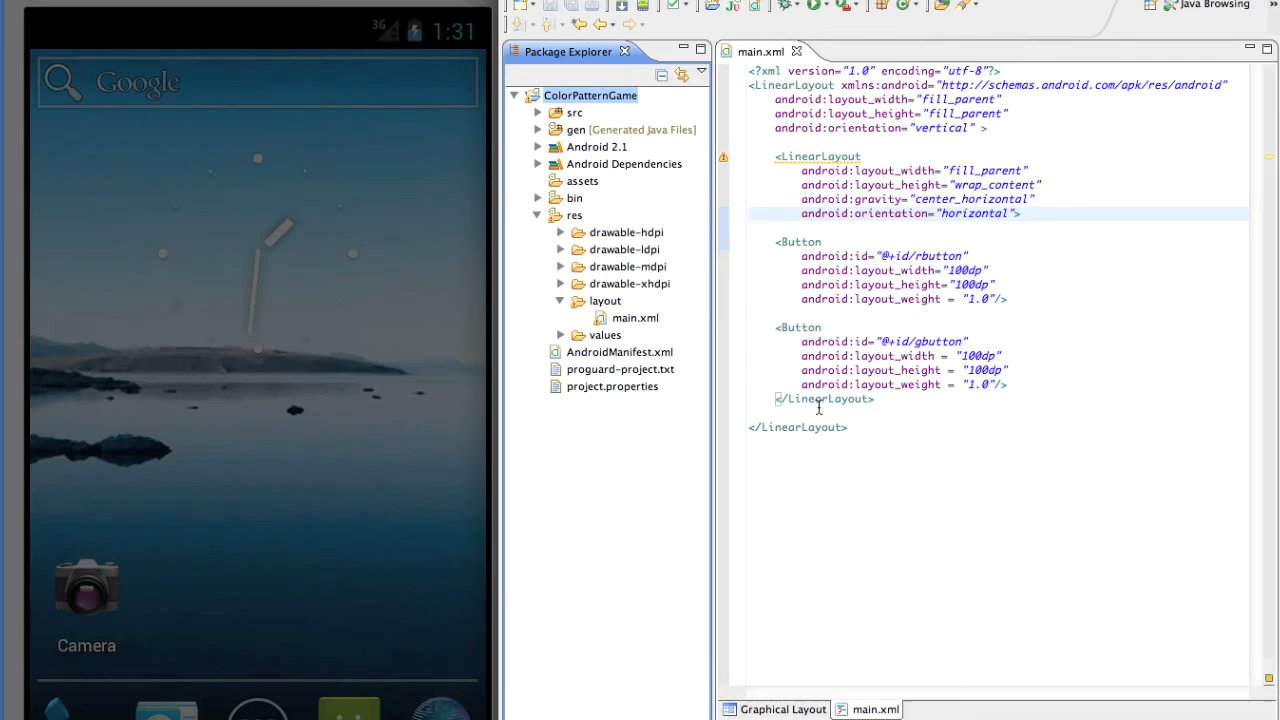 3G 1:31
Google
Camera
Java Browsing
Package Explorer
ColorPatternGame
src
gen [Generated Java Files]
Android 2.1
Android Dependencies
assets
bin
res
drawable-hdpi
drawable-ldpi
drawable-mdpi
drawable-xhdpi
layout
main.xml
values
AndroidManifest.xml
proguard-project.txt
project.properties
main.xml
<?xml version="1.0" encoding="utf-8"?>
<LinearLayout xmlns:android="http://schemas.android.com/apk/res/android"
android:layout_width="fill_parent"
android:layout_height="fill_parent"
android:orientation="vertical" >
<LinearLayout
android:layout_width="fill_parent"
android:layout_height="wrap_content"
android:gravity="center_horizontal"
android:orientation="horizontal">
<Button
android:id="@+id/rbutton"
android:layout_width="100dp"
android:layout_height="100dp"
android:layout_weight = "1.0"/>
<Button
android:id="@+id/gbutton"
android:layout_width = "100dp"
android:layout_height = "100dp"
android:layout_weight = "1.0"/>
</LinearLayout>
</LinearLayout>
Graphical Layout
main.xml